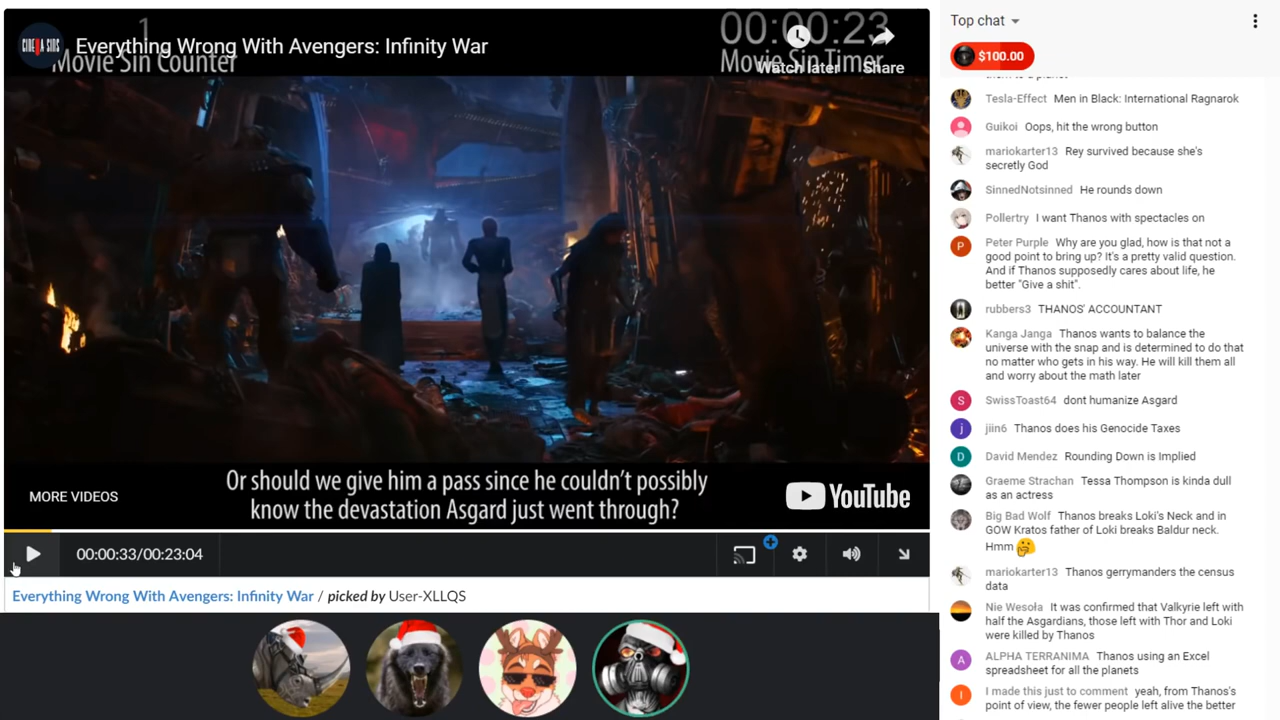 1
CINEMA SINS
Everything Wrong With Avengers: Infinity War
Movie Sin Counter
00:00:23
Movie Sin Timer
Watch later
Share
Or should we give him a pass since he couldn't possibly
know the devastation Asgard just went through?
MORE VIDEOS
YouTube
00:00:33/00:23:04
Everything Wrong With Avengers: Infinity War / picked by User-XLLQS
Top chat
$100.00
them to a planet
Tesla-Effect Men in Black: International Ragnarok
Guikoi Oops, hit the wrong button
mariokarter13 Rey survived because she's
secretly God
SinnedNotsinned He rounds down
Pollertry I want Thanos with spectacles on
P
Peter Purple Why are you glad, how is that not a
good point to bring up? It's a pretty valid question.
And if Thanos supposedly cares about life, he
better "Give a shit".
rubbers3 THANOS' ACCOUNTANT
Kanga Janga Thanos wants to balance the
universe with the snap and is determined to do that
no matter who gets in his way. He will kill them all
and worry about the math later
S
SwissToast64 dont humanize Asgard
j
jiin6 Thanos does his Genocide Taxes
D
David Mendez Rounding Down is Implied
Graeme Strachan Tessa Thompson is kinda dull
as an actress
Big Bad Wolf Thanos breaks Loki's Neck and in
GOW Kratos father of Loki breaks Baldur neck.
Hmm 🤔
mariokarter13 Thanos gerrymanders the census
data
Nie Wesoła It was confirmed that Valkyrie left with
half the Asgardians, those left with Thor and Loki
were killed by Thanos
A
ALPHA TERRANIMA Thanos using an Excel
spreadsheet for all the planets
I
I made this just to comment yeah, from Thanos's
point of view, the fewer people left alive the better